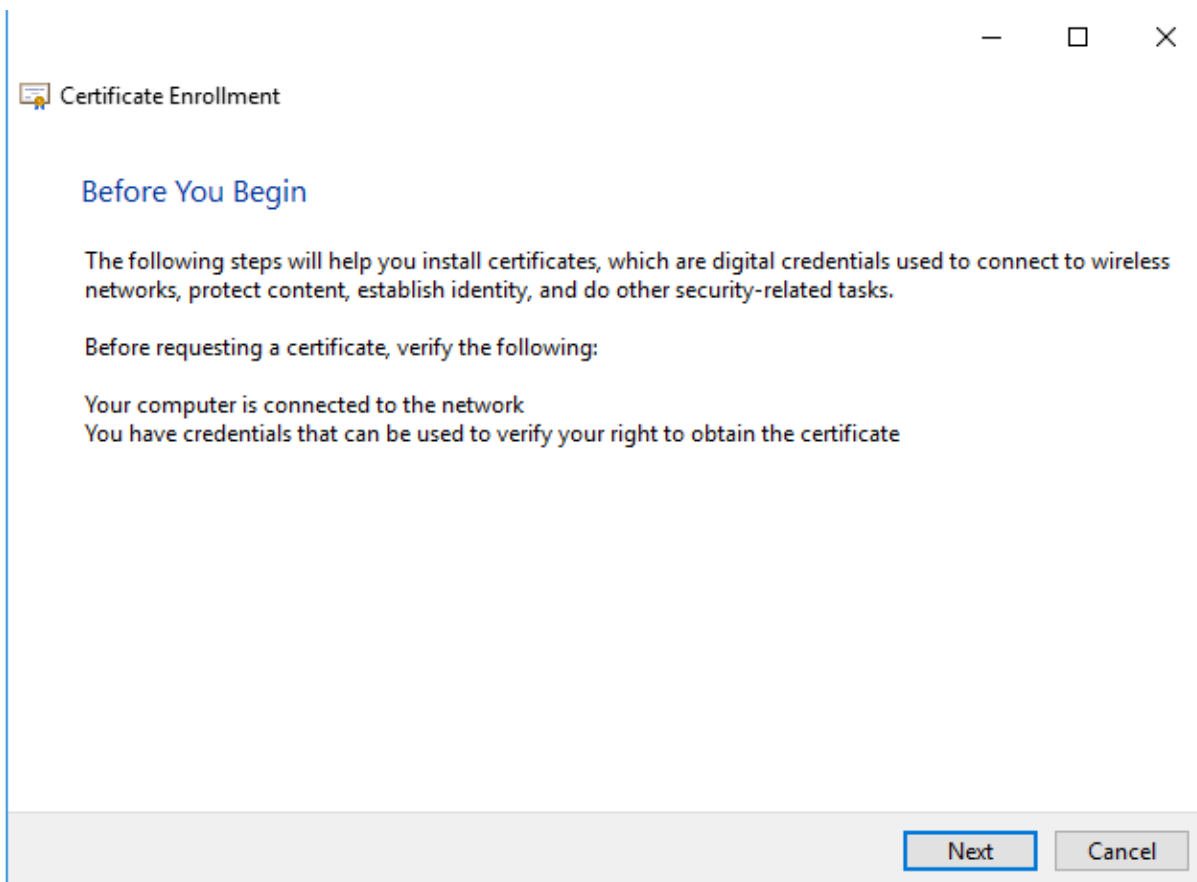 Certificate Enrollment
Before You Begin
The following steps will help you install certificates, which are digital credentials used to connect to wireless
networks, protect content, establish identity, and do other security-related tasks.
Before requesting a certificate, verify the following:
Your computer is connected to the network
You have credentials that can be used to verify your right to obtain the certificate
Next
Cancel